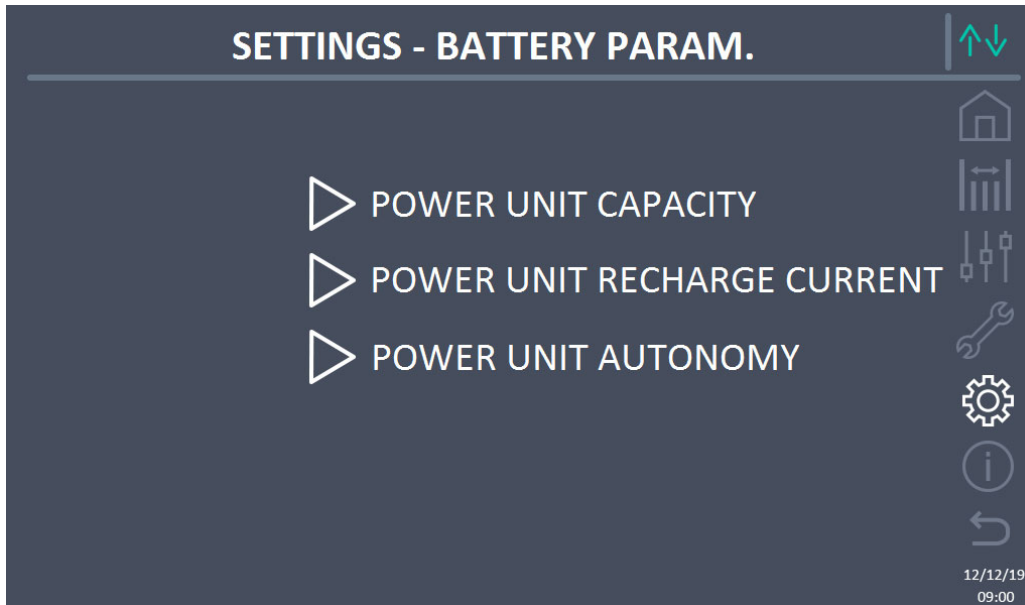 SETTINGS - BATTERY PARAM.
POWER UNIT CAPACITY
POWER UNIT RECHARGE CURRENT
POWER UNIT AUTONOMY
12/12/19
09:00